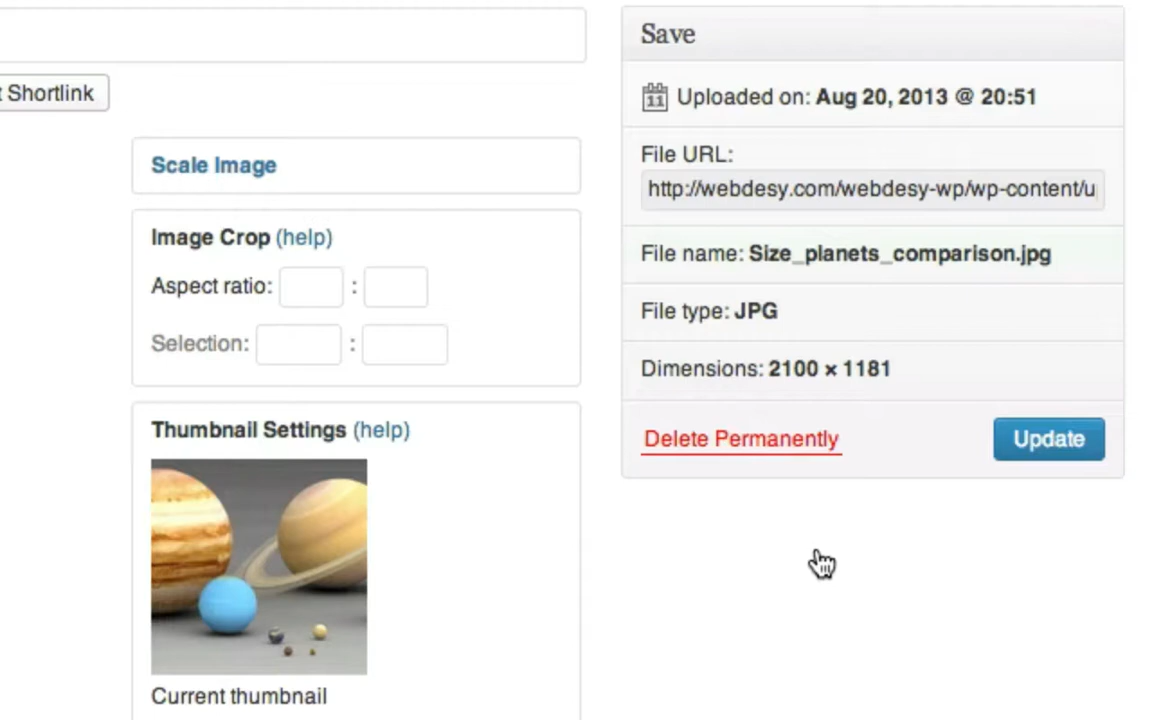 Save
t Shortlink
Uploaded on: Aug 20, 2013 @ 20:51
File URL:
http://webdesy.com/webdesy-wp/wp-content/u
File name: Size_planets_comparison.jpg
File type: JPG
Dimensions: 2100 × 1181
Delete Permanently
Update
Scale Image
Image Crop (help)
Aspect ratio: :
Selection: :
Thumbnail Settings (help)
Current thumbnail